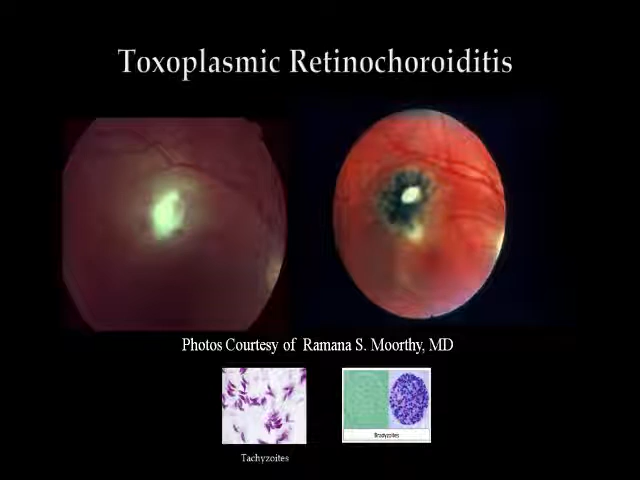 Toxoplasmic Retinochoroiditis
Photos Courtesy of Ramana S. Moorthy, MD
Bradyzoites
Tachyzoites